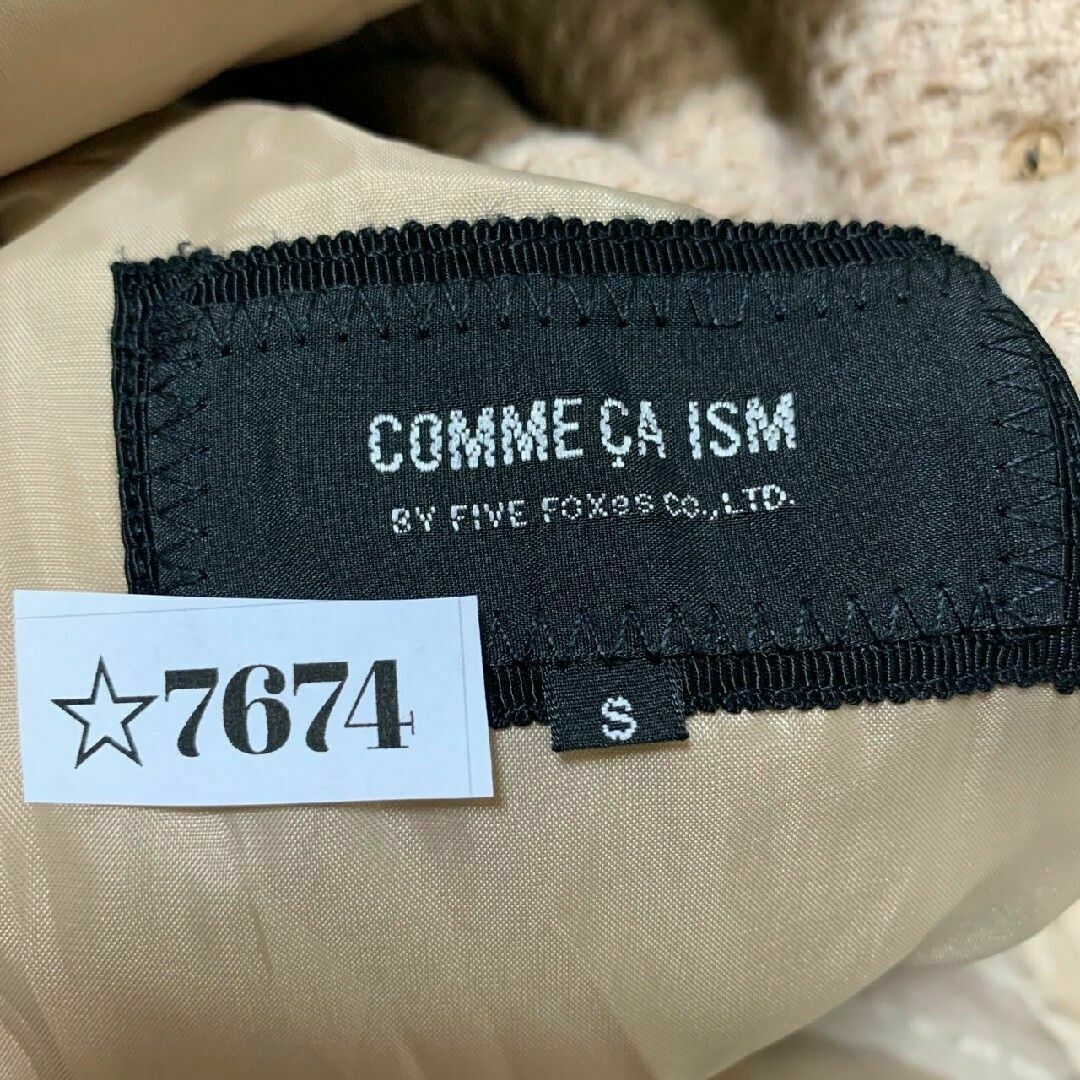 COMME ÇA ISM
BY FIVE FOXes CO.,LTD.
☆7674
S